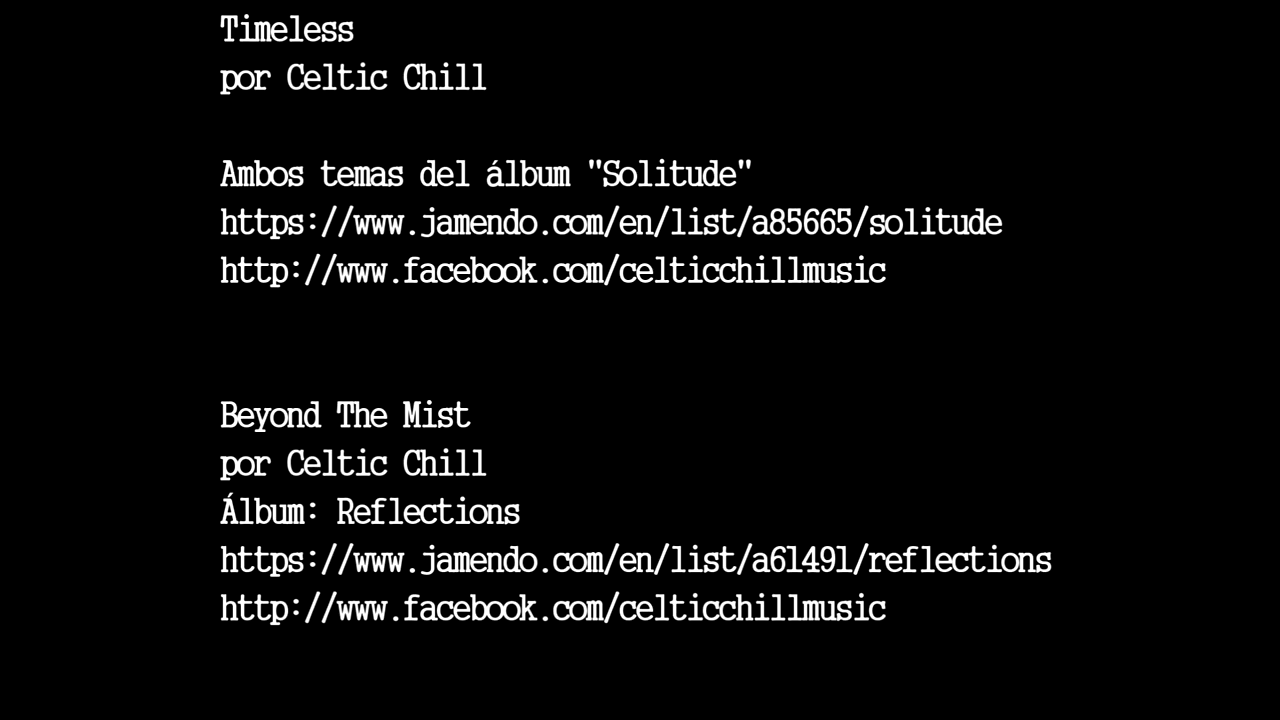 Timeless
por Celtic Chill
Ambos temas del álbum "Solitude"
https://www.jamendo.com/en/list/a85665/solitude
http://www.facebook.com/celticchillmusic
Beyond The Mist
por Celtic Chill
Álbum: Reflections
https://www.jamendo.com/en/list/a61491/reflections
http://www.facebook.com/celticchillmusic